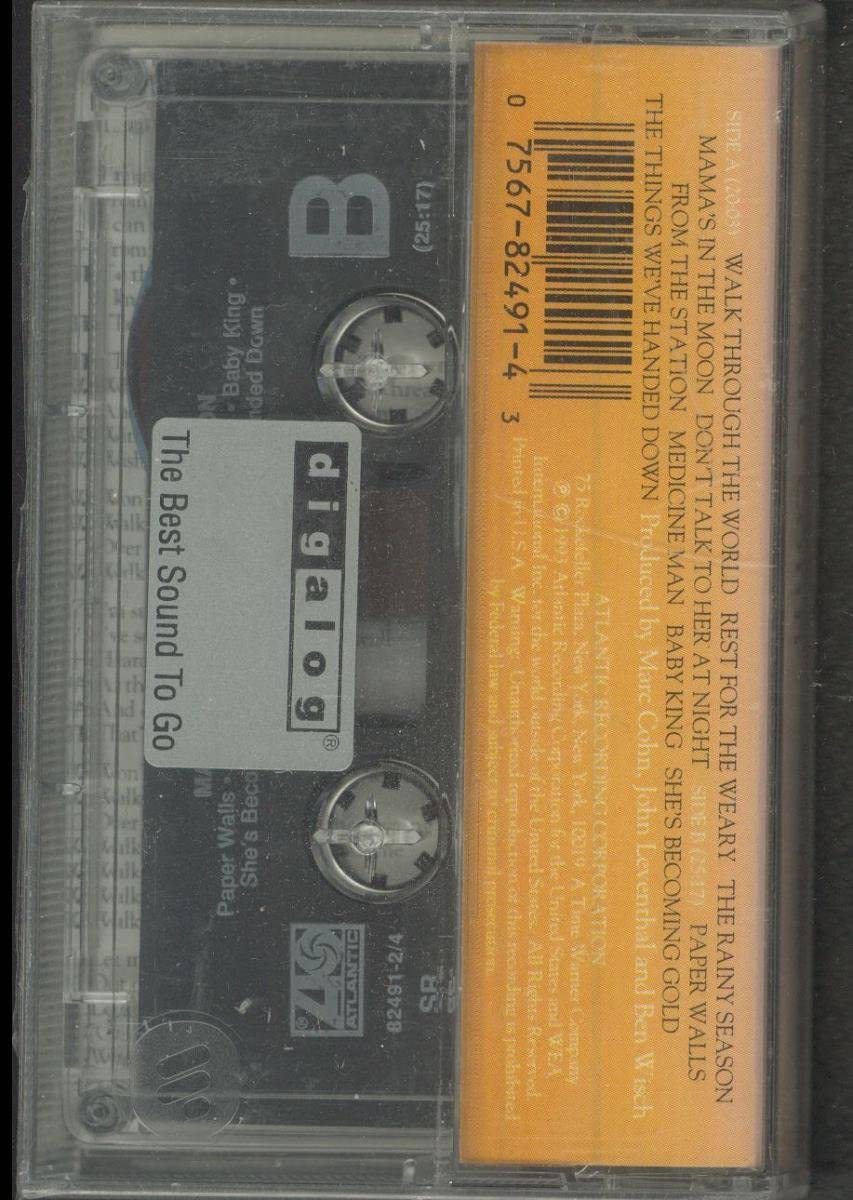 SIDE A (20:03) WALK THROUGH THE WORLD REST FOR THE WEARY THE RAINY SEASON
MAMA'S IN THE MOON DON'T TALK TO HER AT NIGHT SIDE B (25:17) PAPER WALLS
FROM THE STATION MEDICINE MAN BABY KING SHE'S BECOMING GOLD
THE THINGS WE'VE HANDED DOWN Produced by Marc Cohn, John Leventhal and Ben Wisch
ATLANTIC RECORDING CORPORATION
75 Rockefeller Plaza, New York, New York 10019 A Time Warner Company
℗ © 1993 Atlantic Recording Corporation for the United States and WEA
International Inc. for the world outside of the United States. All Rights Reserved.
Printed in U.S.A. Warning: Unauthorized reproduction of this recording is prohibited
by Federal law and subject to criminal prosecution.
0 7567-82491-4 3
B
(25:17)
digalog®
The Best Sound To Go
• Baby King •
nded Down
Paper Walls •
She's Beco
ATLANTIC
82491-2/4
SR